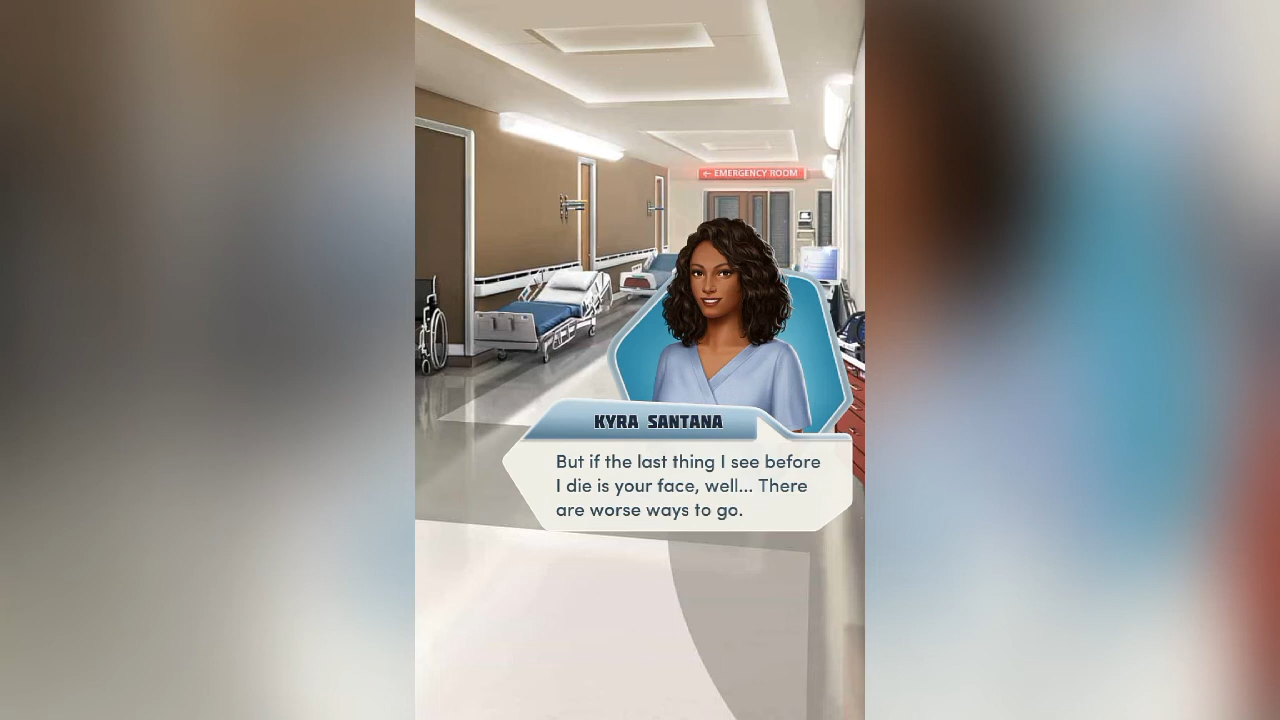 ← EMERGENCY ROOM
KYRA SANTANA
But if the last thing I see before
I die is your face, well... There
are worse ways to go.